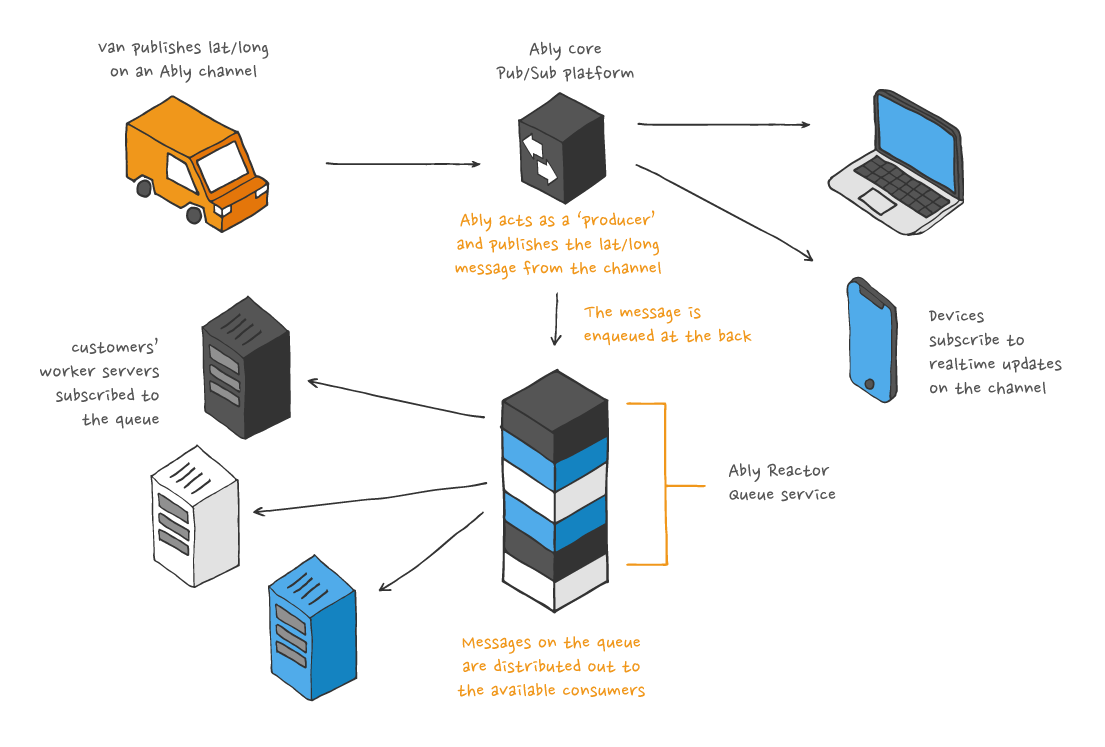 van publishes lat/long
on an Ably channel
Ably core
Pub/Sub platform
Ably acts as a ‘producer’
and publishes the lat/long
message from the channel
The message is
enqueued at the back
Devices
subscribe to
realtime updates
on the channel
customers’
worker servers
subscribed to
the queue
Ably Reactor
Queue service
Messages on the queue
are distributed out to
the available consumers